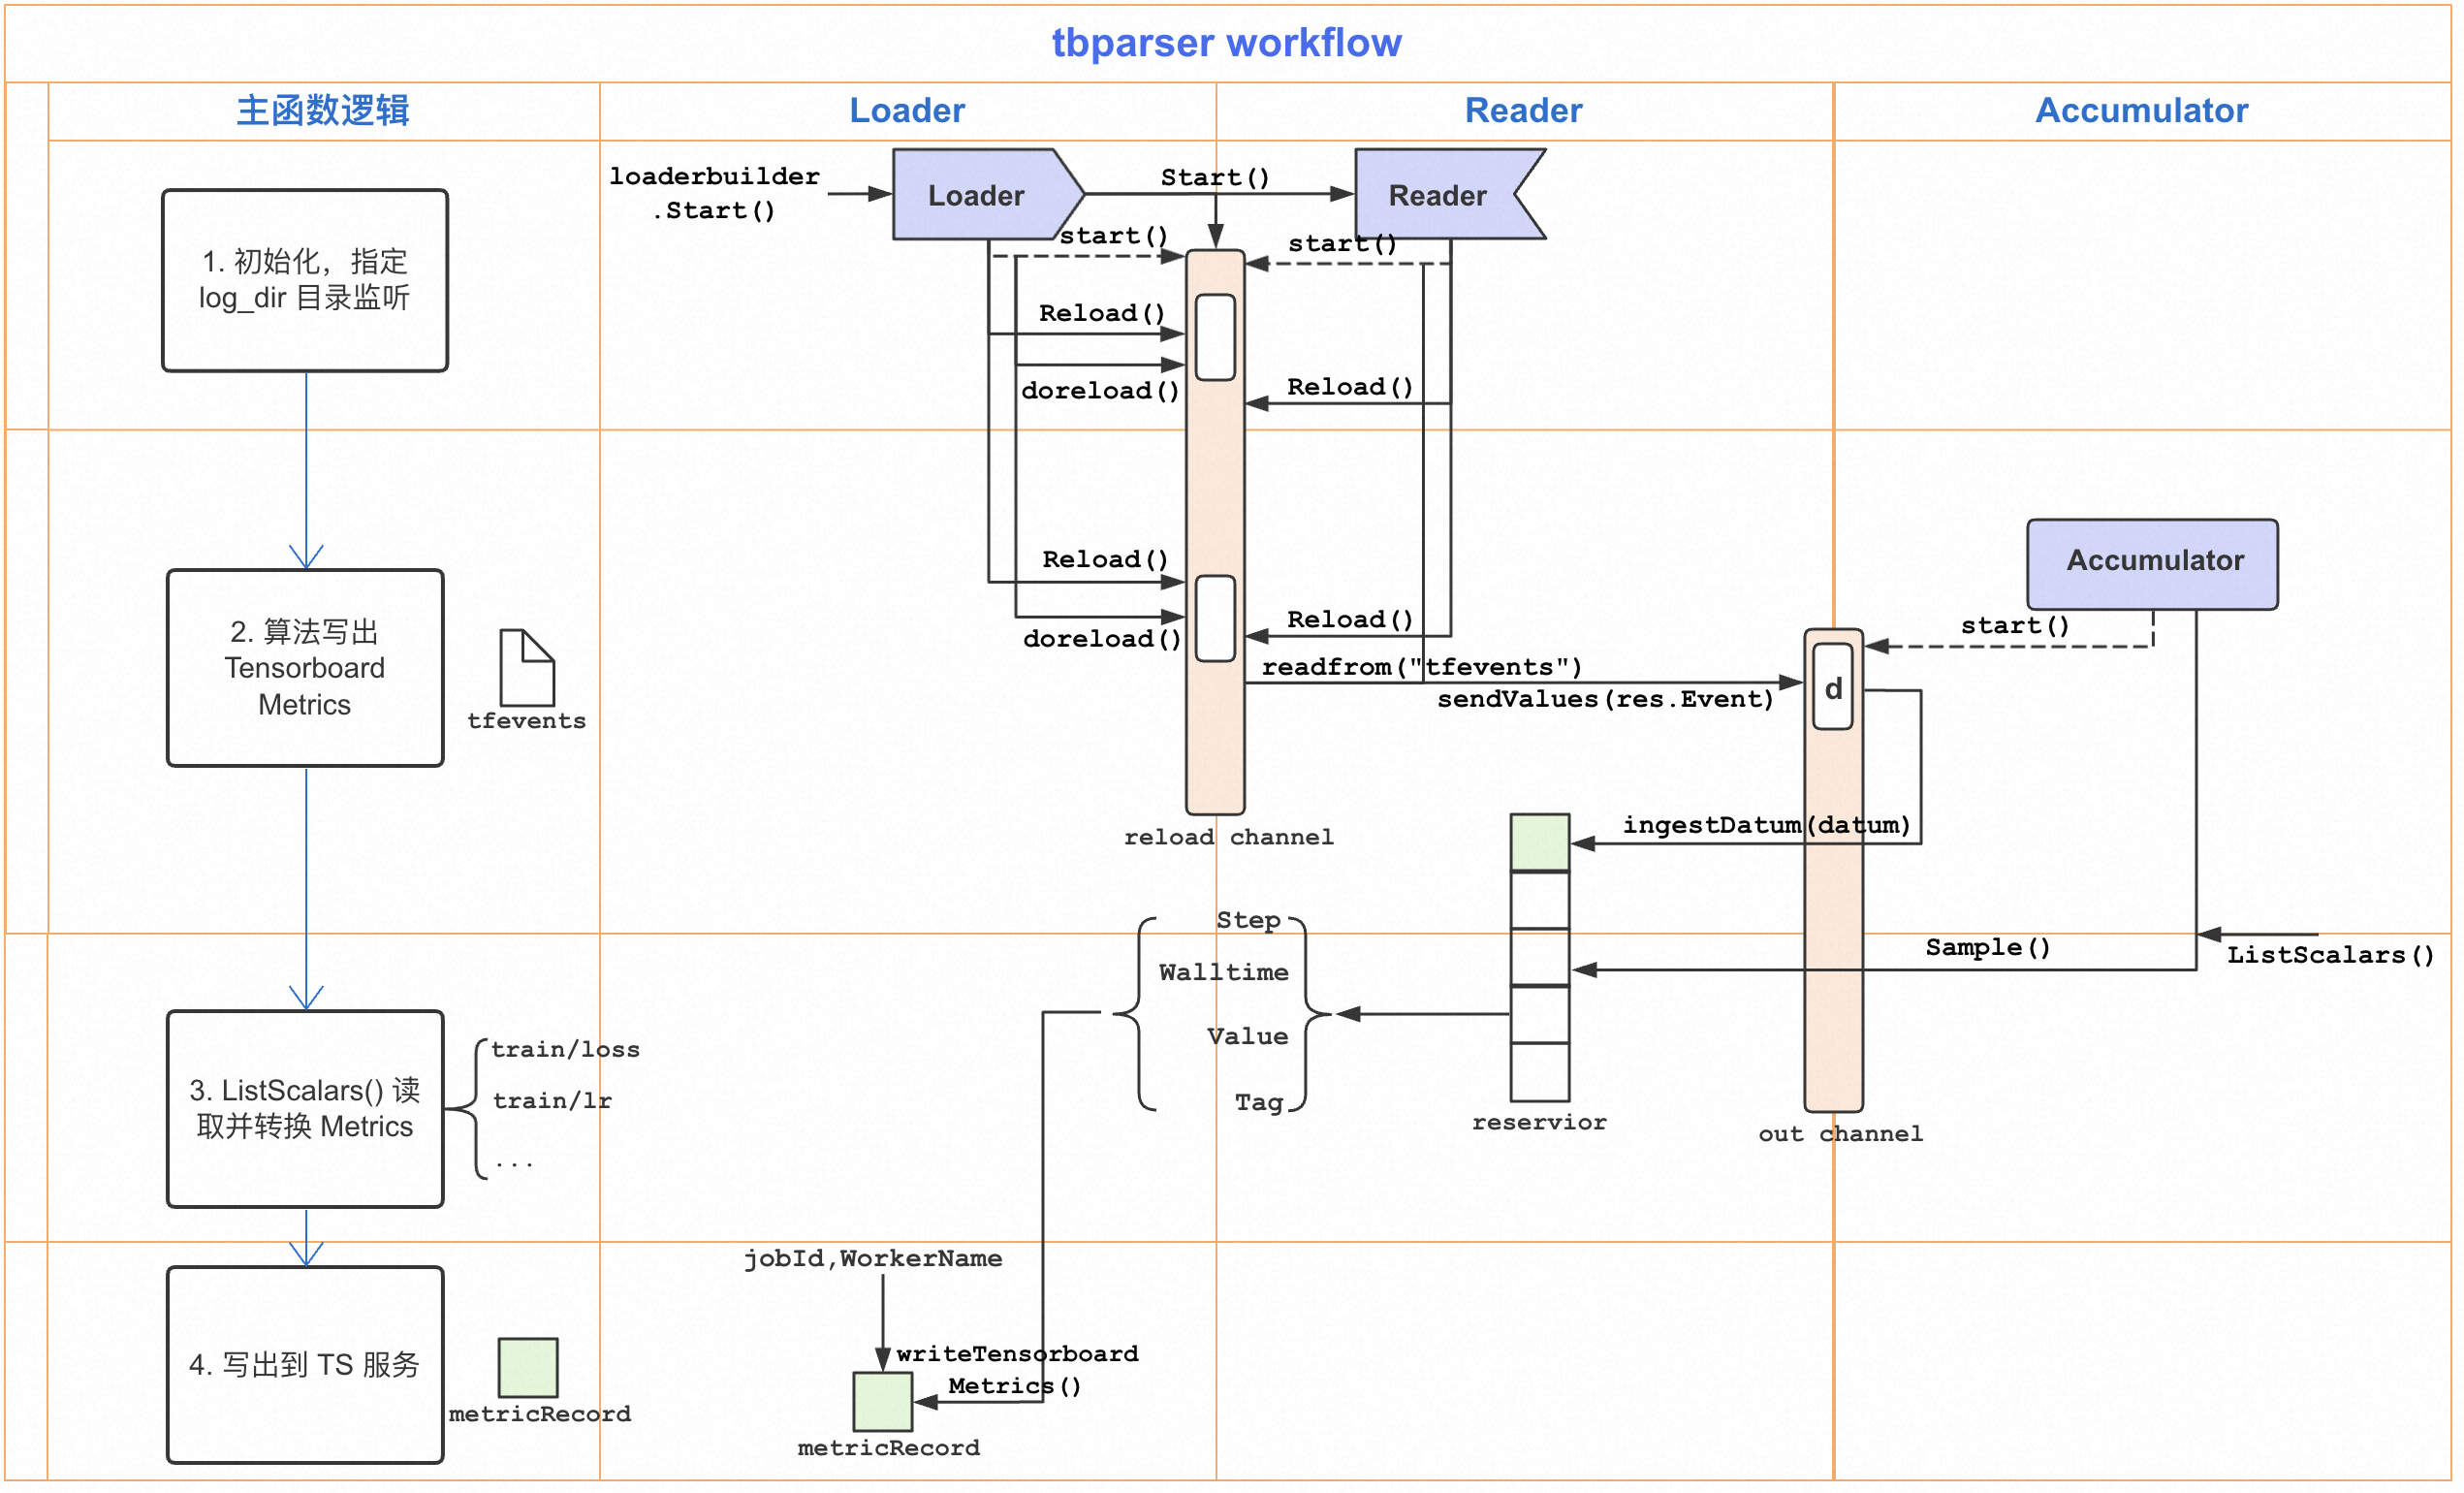 tbparser workflow
主函数逻辑
Loader
Reader
Accumulator
loaderbuilder
.Start()
Loader
Start()
Reader
1. 初始化，指定
log_dir 目录监听
start()
start()
Reload()
doreload()
Reload()
2. 算法写出
Tensorboard
Metrics
tfevents
Reload()
doreload()
Reload()
readfrom("tfevents")
sendValues(res.Event)
Accumulator
start()
d
reload channel
ingestDatum(datum)
Sample()
ListScalars()
Step
Walltime
Value
Tag
reservior
out channel
3. ListScalars() 读
取并转换 Metrics
train/loss
train/lr
...
4. 写出到 TS 服务
metricRecord
jobId,WorkerName
writeTensorboard
Metrics()
metricRecord